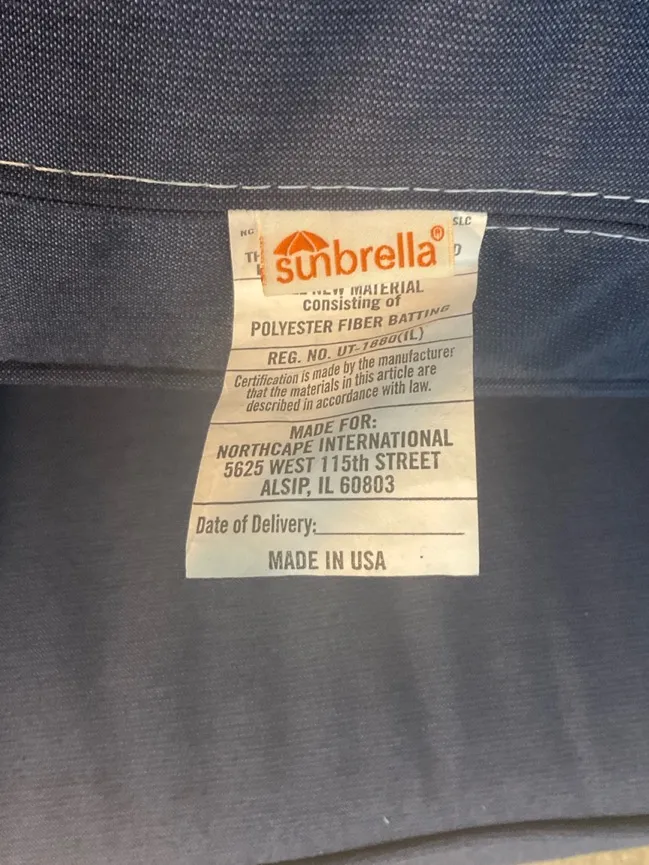 NC
SLC
sunbrella®
NEW MATERIAL
consisting of
POLYESTER FIBER BATTING
REG. NO. UT-1880(IL)
Certification is made by the manufacturer
that the materials in this article are
described in accordance with law.
MADE FOR:
NORTHCAPE INTERNATIONAL
5625 WEST 115th STREET
ALSIP, IL 60803
Date of Delivery:
MADE IN USA